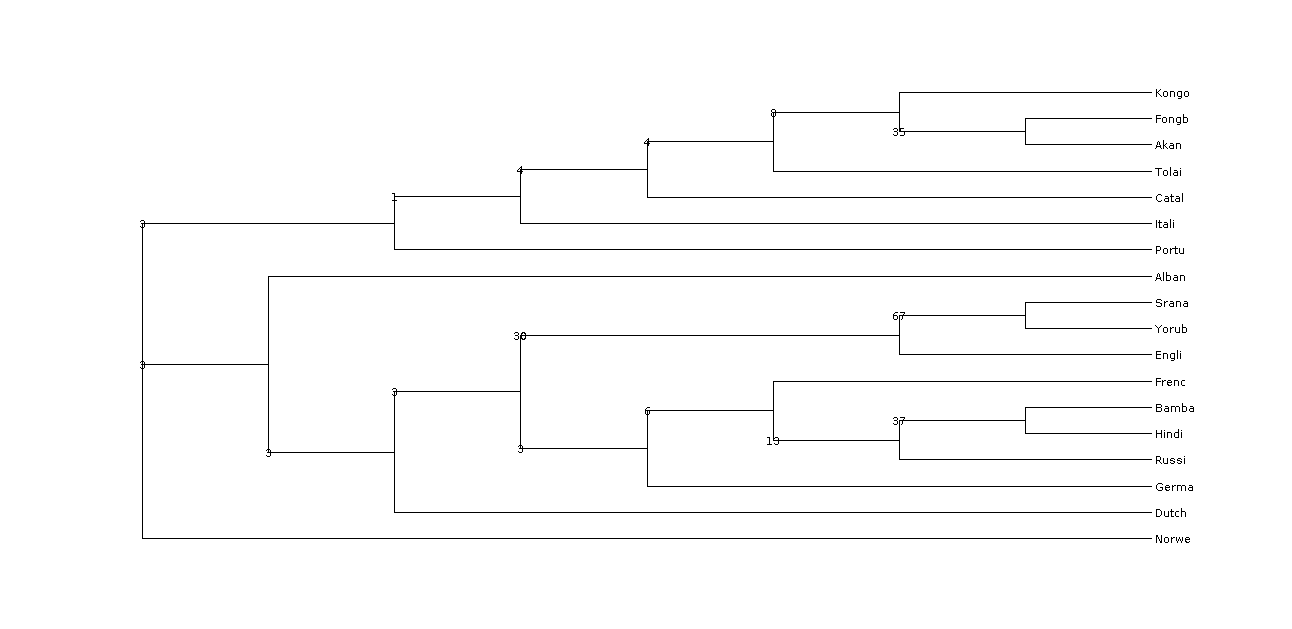 Kongo
Fongb
35
Akan
8
4
Tolai
4
1
Catal
3
Itali
Portu
Alban
Srana
67
Yorub
30
Engli
3
3
Frenc
6
Bamba
37
Hindi
3
3
Russi
Germa
Dutch
Norwe